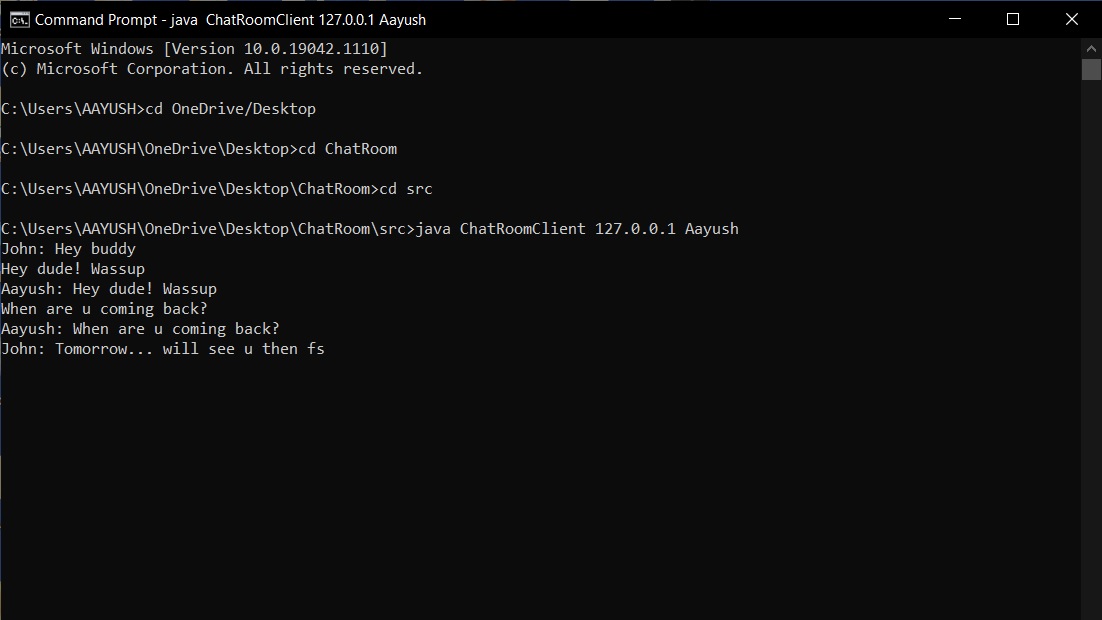 Command Prompt - java  ChatRoomClient 127.0.0.1 Aayush
Microsoft Windows [Version 10.0.19042.1110]
(c) Microsoft Corporation. All rights reserved.
C:\Users\AAYUSH>cd OneDrive/Desktop
C:\Users\AAYUSH\OneDrive\Desktop>cd ChatRoom
C:\Users\AAYUSH\OneDrive\Desktop\ChatRoom>cd src
C:\Users\AAYUSH\OneDrive\Desktop\ChatRoom\src>java ChatRoomClient 127.0.0.1 Aayush
John: Hey buddy
Hey dude! Wassup
Aayush: Hey dude! Wassup
When are u coming back?
Aayush: When are u coming back?
John: Tomorrow... will see u then fs